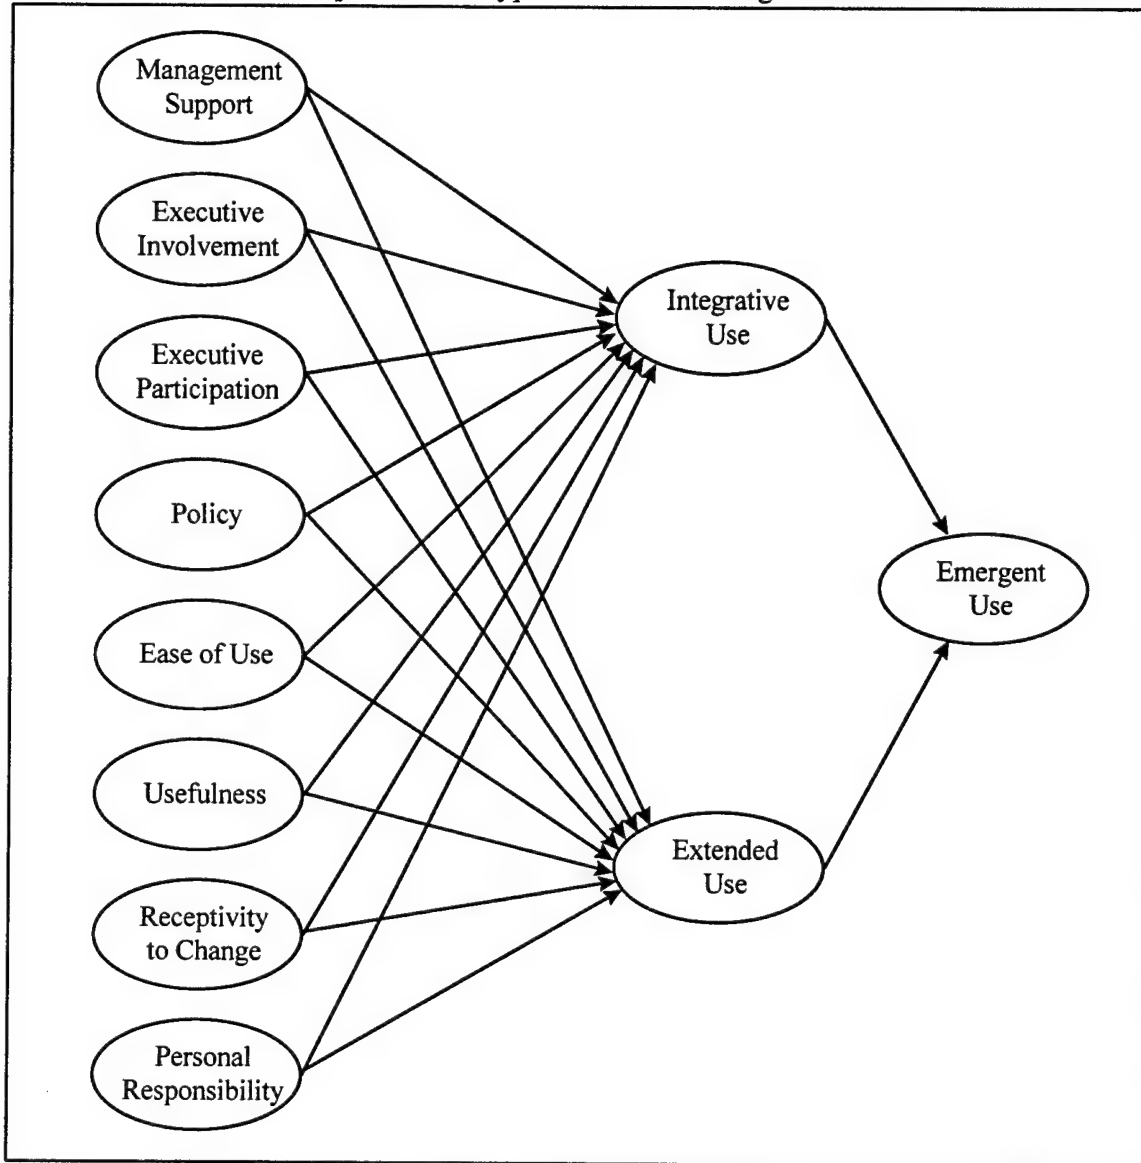 Management
Support
Executive
Involvement
Executive
Participation
Policy
Ease of Use
Usefulness
Receptivity
to Change
Personal
Responsibility
Integrative
Use
Extended
Use
Emergent
Use